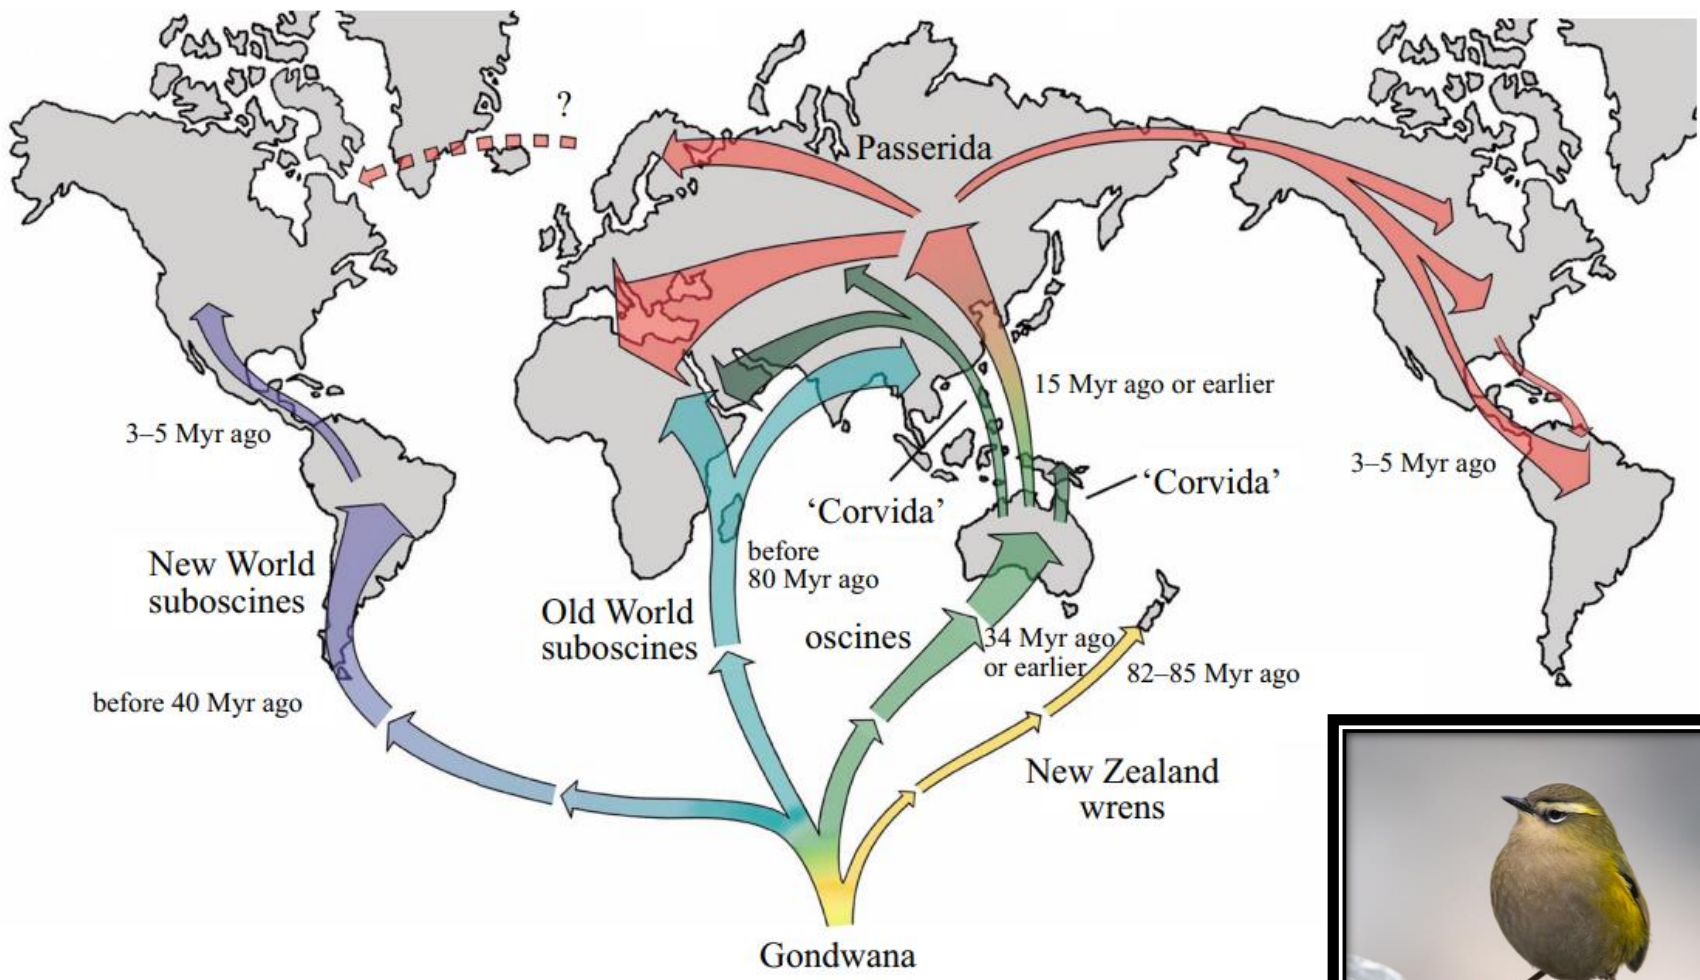 ?
Passerida
15 Myr ago or earlier
3–5 Myr ago
3–5 Myr ago
‘Corvida’
‘Corvida’
New World
suboscines
before
80 Myr ago
Old World
suboscines
oscines
34 Myr ago
or earlier
82–85 Myr ago
before 40 Myr ago
New Zealand
wrens
Gondwana